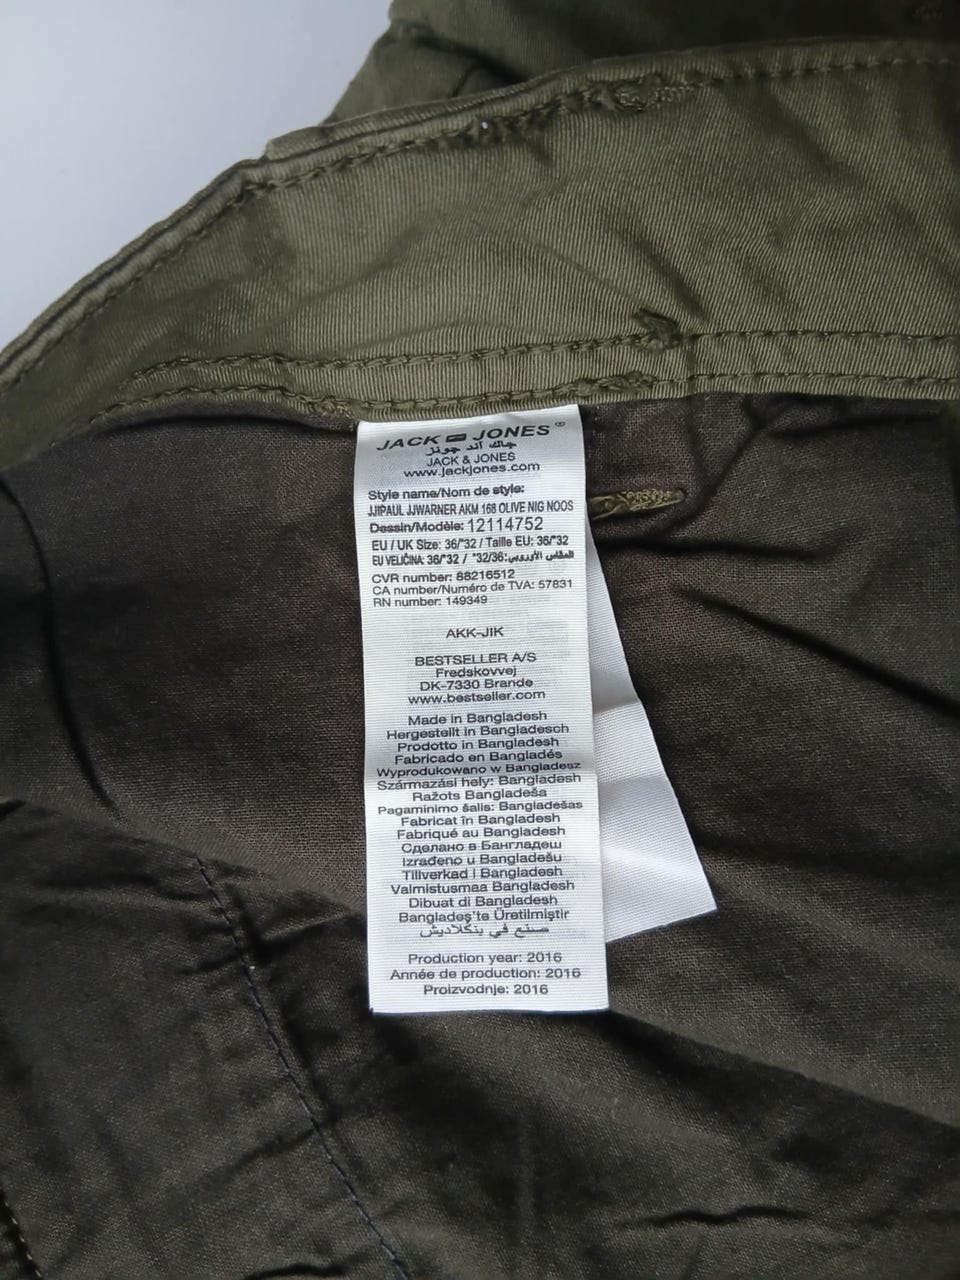 JACK JONES®
جاك آند جونز
JACK & JONES
www.jackjones.com
Style name/Nom de style:
JJIPAUL JJWARNER AKM 168 OLIVE NIG NOOS
Dessin/Modèle: 12114752
EU / UK Size: 36/"32 / Taille EU: 36/"32
EU VELIČINA: 36/"32 / "32/36:المقاس الأوروبي
CVR number: 88216512
CA number/Numéro de TVA: 57831
RN number: 149349
AKK-JIK
BESTSELLER A/S
Fredskovvej
DK-7330 Brande
www.bestseller.com
Made in Bangladesh
Hergestellt in Bangladesch
Prodotto in Bangladesh
Fabricado en Bangladés
Wyprodukowano w Bangladesz
Származási hely: Bangladesh
Ražots Bangladeša
Pagaminimo šalis: Bangladešas
Fabricat în Bangladesh
Fabriqué au Bangladesh
Сделано в Бангладеш
Izrađeno u Bangladešu
Tillverkad i Bangladesh
Valmistusmaa Bangladesh
Dibuat di Bangladesh
Bangladeş'te Üretilmiştir
صنع في بنكلاديش
Production year: 2016
Année de production: 2016
Proizvodnje: 2016